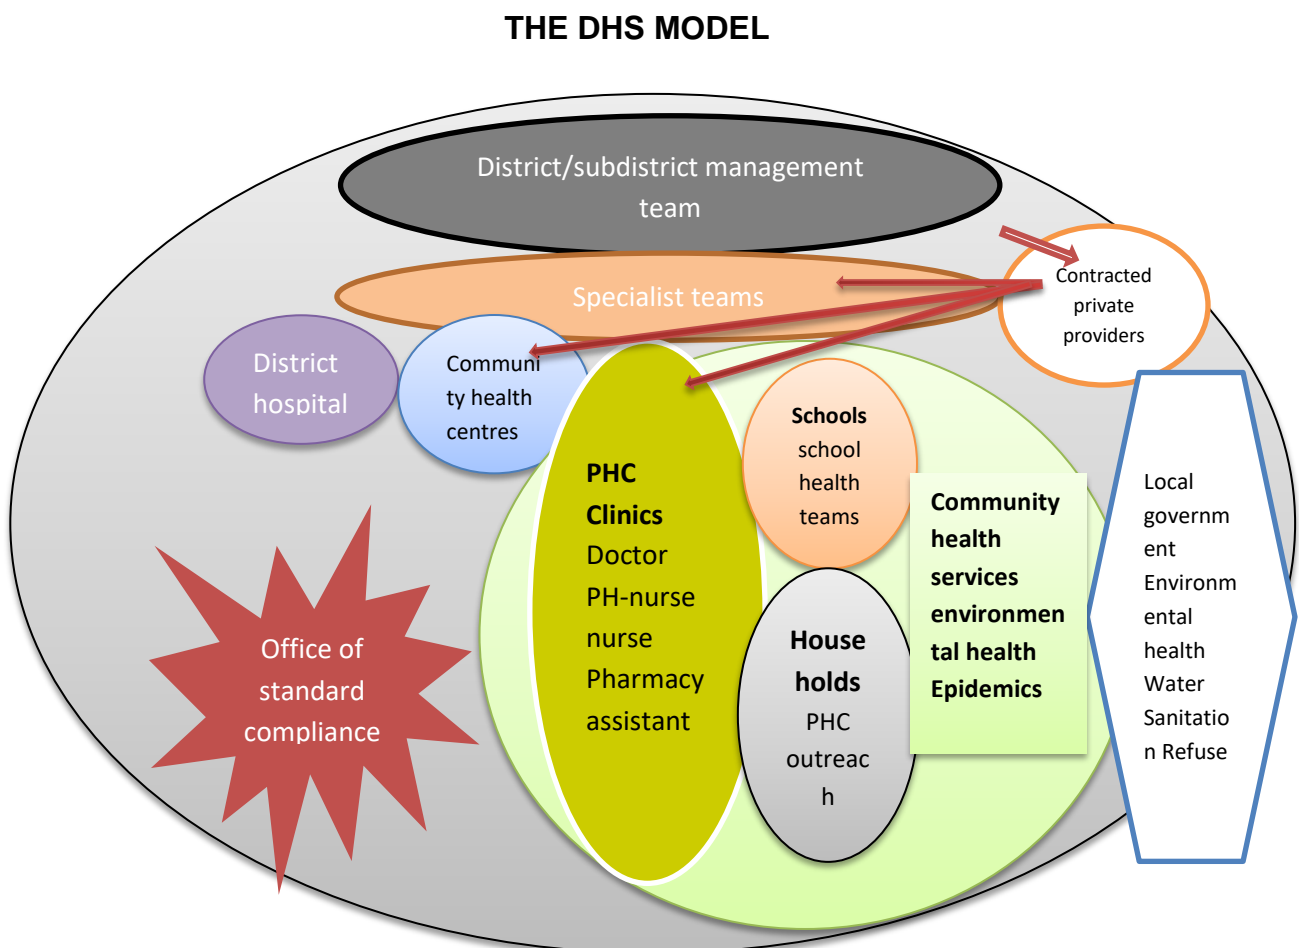 THE DHS MODEL
District/subdistrict management
team
Specialist teams
Contracted
private
providers
District
hospital
Communi
ty health
centres
PHC
Clinics
Doctor
PH-nurse
nurse
Pharmacy
assistant
Schools
school
health
teams
House
holds
PHC
outreac
h
Community
health
services
environmen
tal health
Epidemics
Local
governm
ent
Environm
ental
health
Water
Sanitatio
n Refuse
Office of
standard
compliance